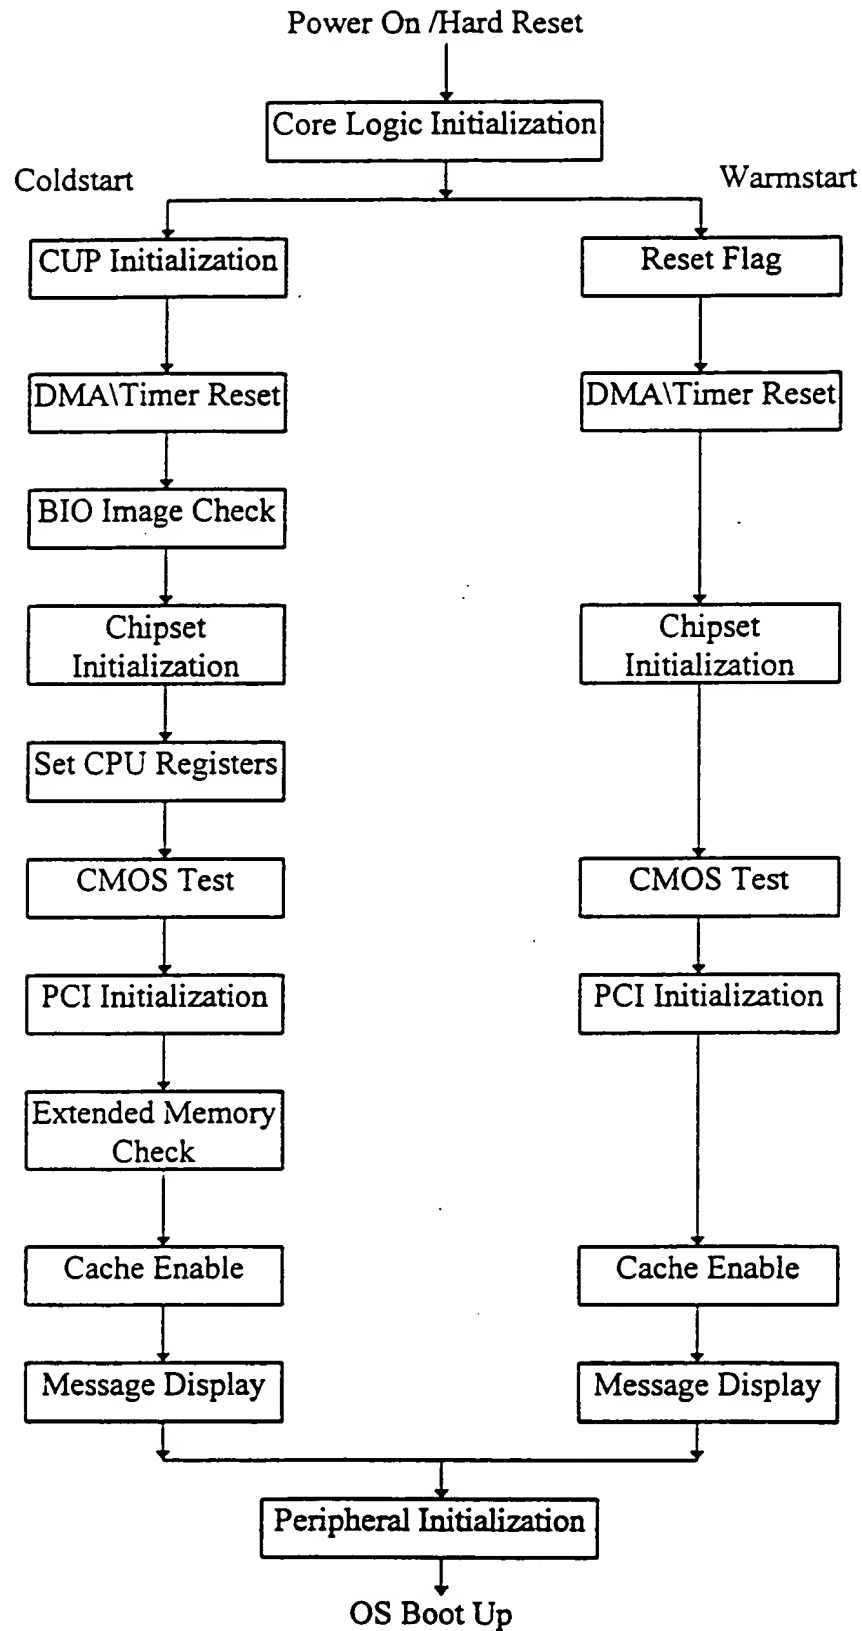 Power On /Hard Reset
Core Logic Initialization
Coldstart
Warmstart
CUP Initialization
Reset Flag
DMA\Timer Reset
DMA\Timer Reset
BIO Image Check
Chipset
Initialization
Chipset
Initialization
Set CPU Registers
CMOS Test
CMOS Test
PCI Initialization
PCI Initialization
Extended Memory
Check
Cache Enable
Cache Enable
Message Display
Message Display
Peripheral Initialization
OS Boot Up